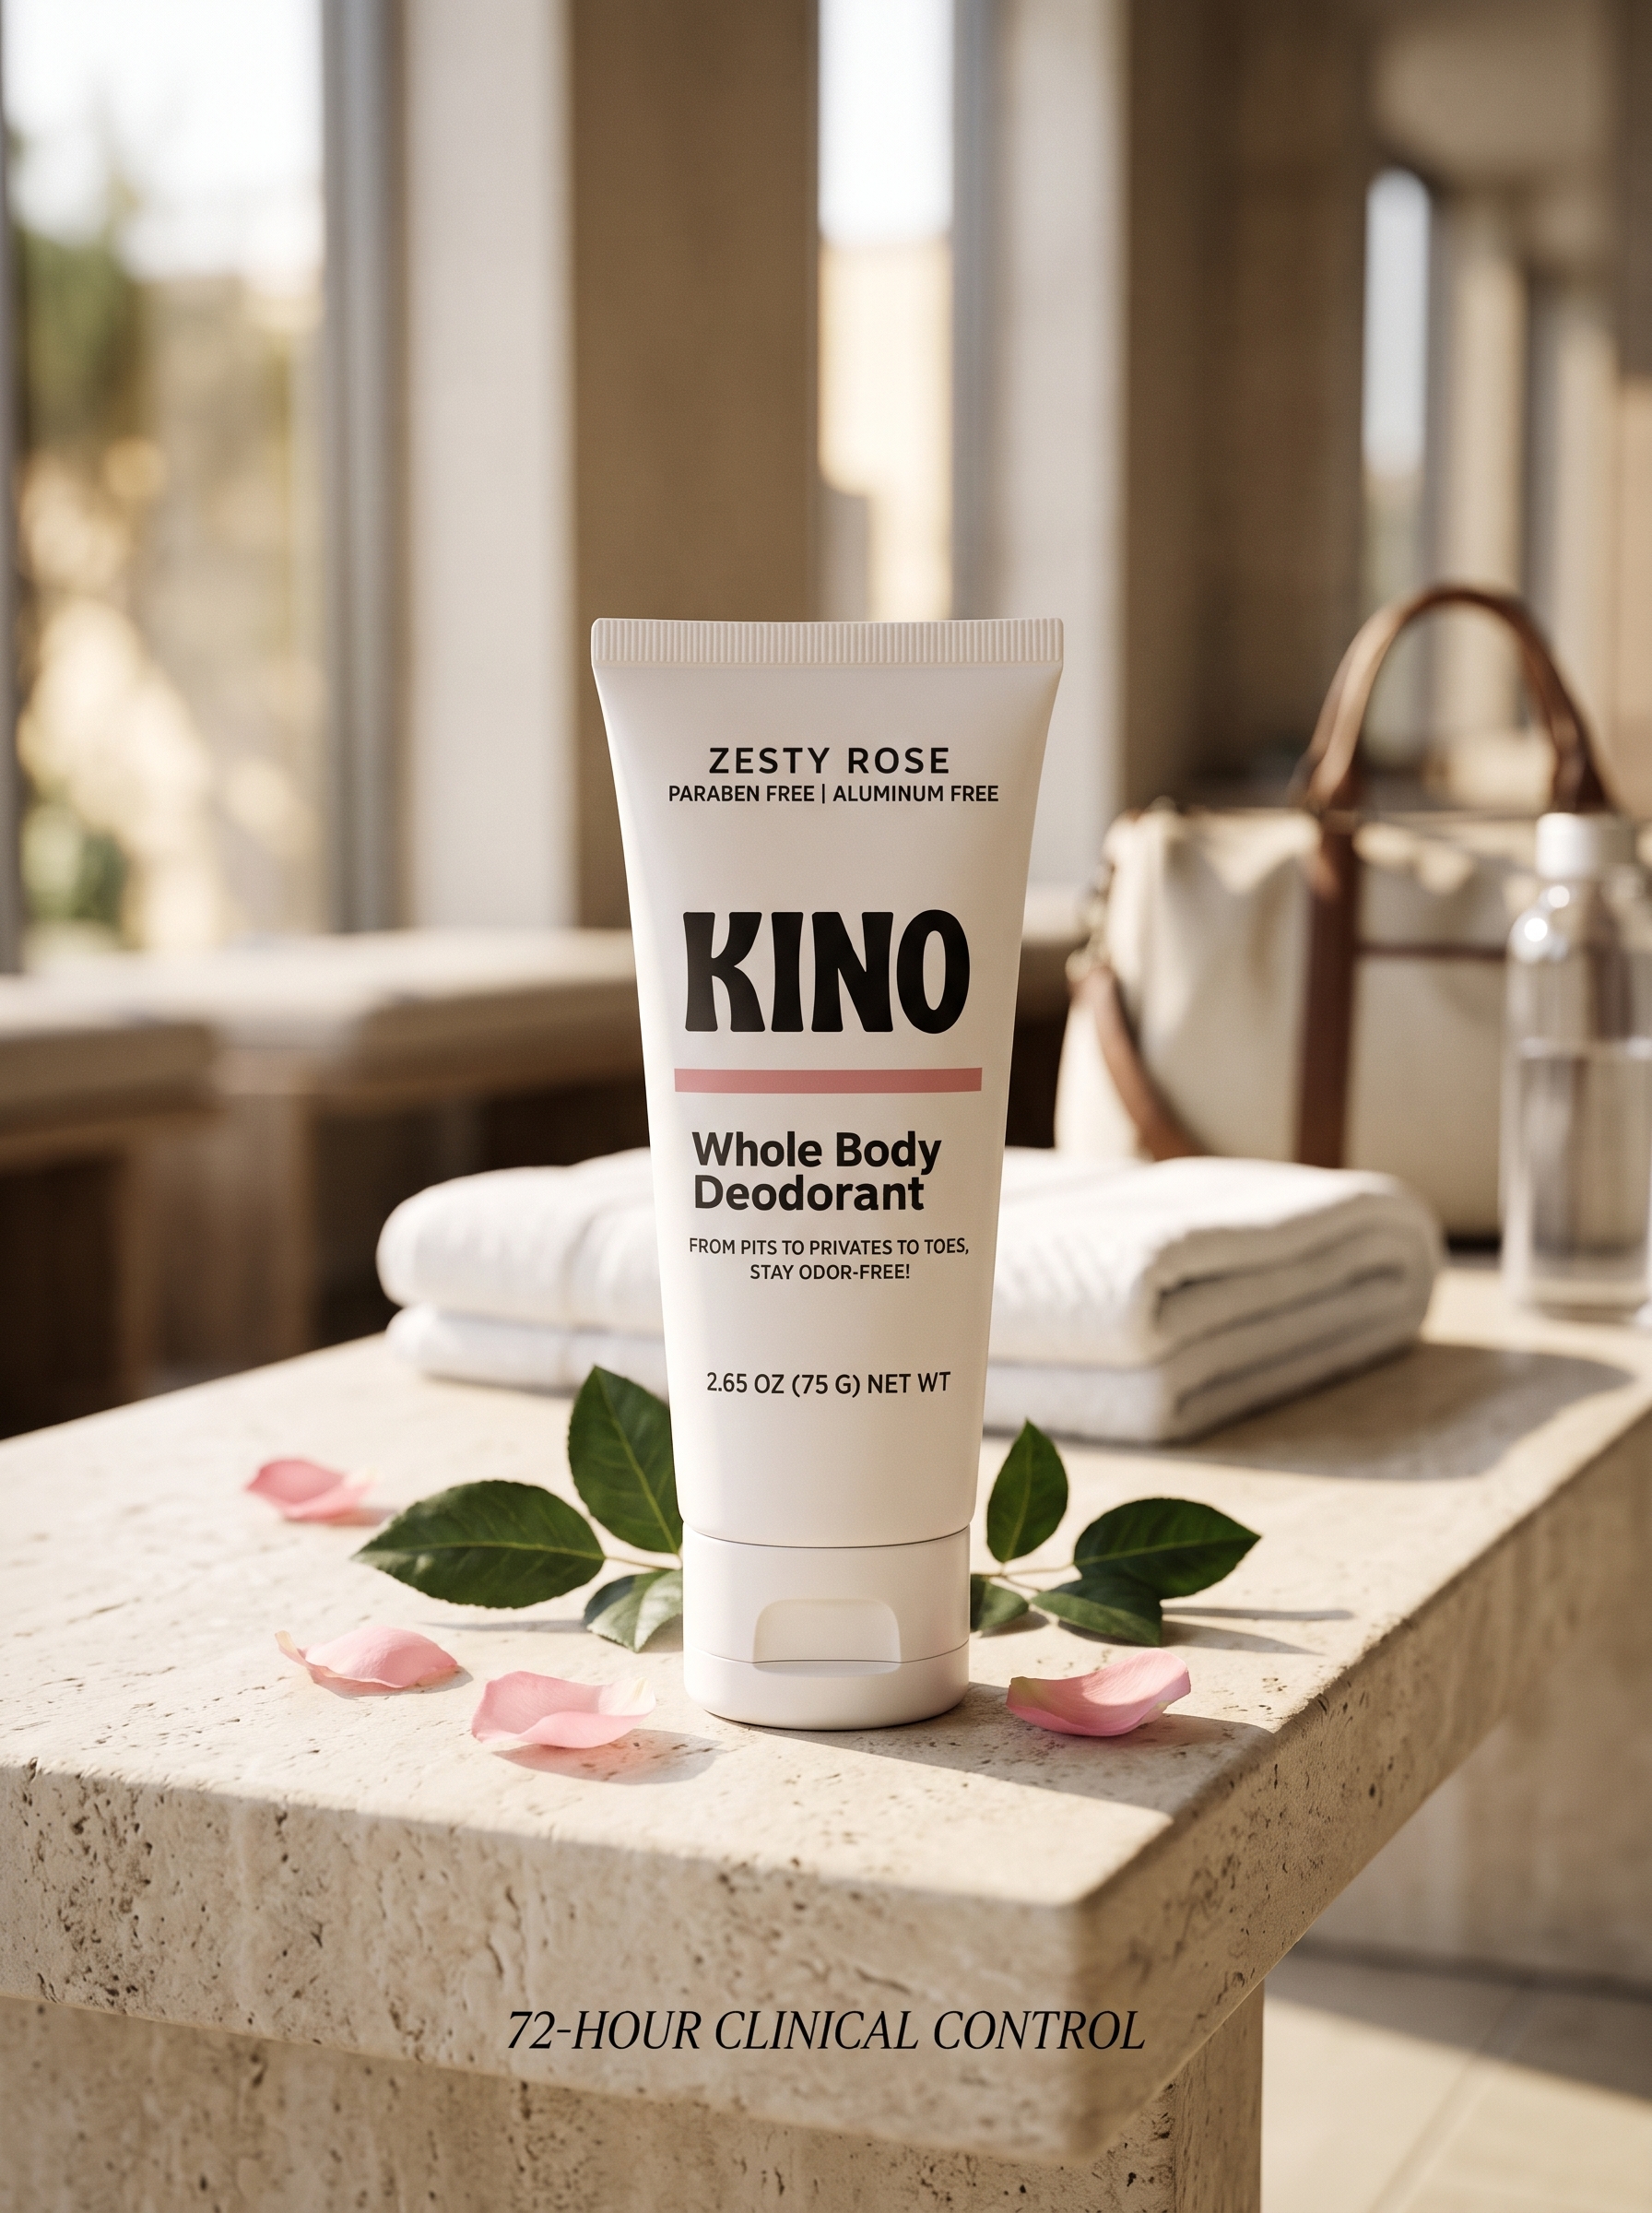 ZESTY ROSE
PARABEN FREE | ALUMINUM FREE
KINO
Whole Body
Deodorant
FROM PITS TO PRIVATES TO TOES,
STAY ODOR-FREE!
2.65 OZ (75 G) NET WT
72-HOUR CLINICAL CONTROL